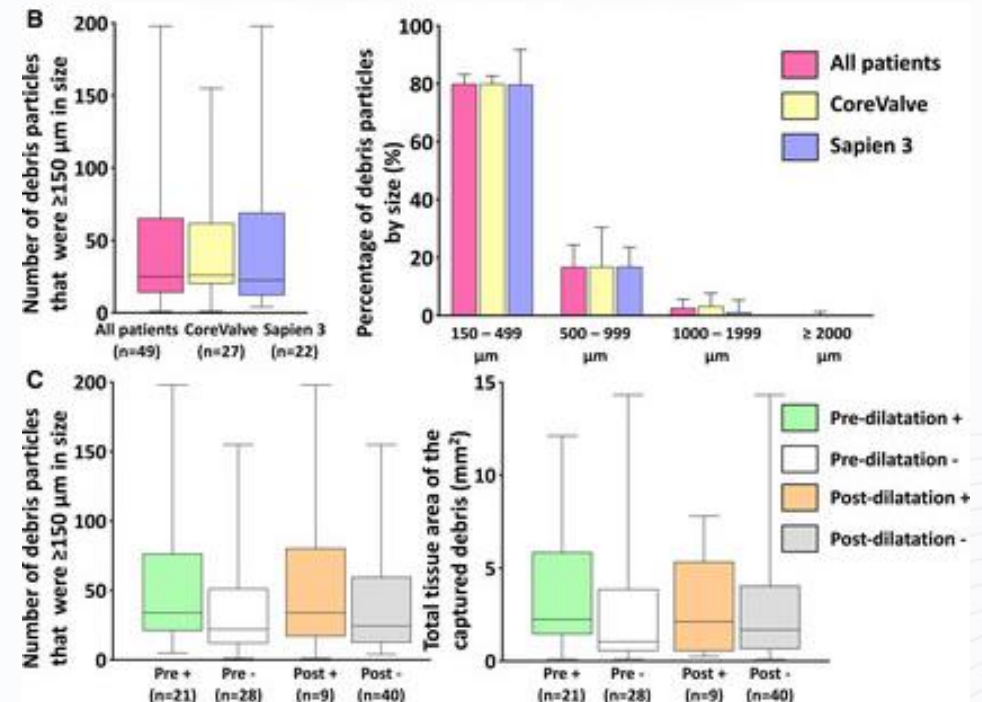 B
Number of debris particles
that were ≥150 µm in size
200
150
100
50
0
All patients CoreValve Sapien 3
(n=49) (n=27) (n=22)
Percentage of debris particles
by size (%)
100
80
60
40
20
0
150 – 499 500 – 999 1000 – 1999 ≥ 2000
µm µm µm µm
All patients
CoreValve
Sapien 3
C
Number of debris particles
that were ≥150 µm in size
200
150
100
50
0
Pre + Pre - Post + Post -
(n=21) (n=28) (n=9) (n=40)
Total tissue area of the
captured debris (mm²)
15
10
5
0
Pre + Pre - Post + Post -
(n=21) (n=28) (n=9) (n=40)
Pre-dilatation +
Pre-dilatation -
Post-dilatation +
Post-dilatation -